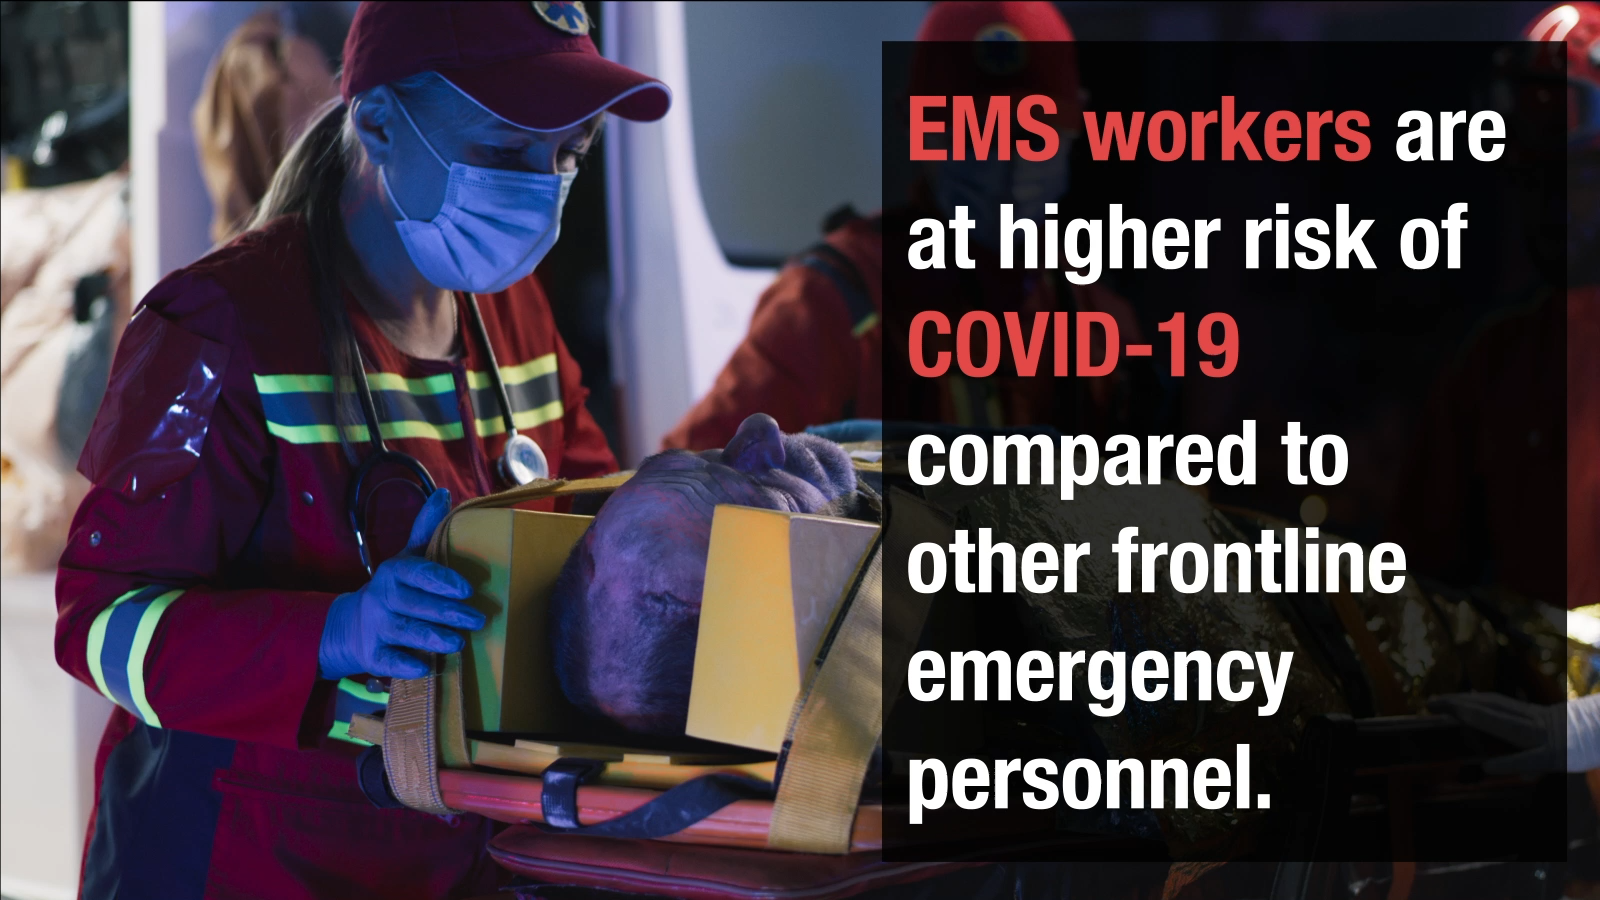 EMS workers are
at higher risk of
COVID-19
compared to
other frontline
emergency
personnel.